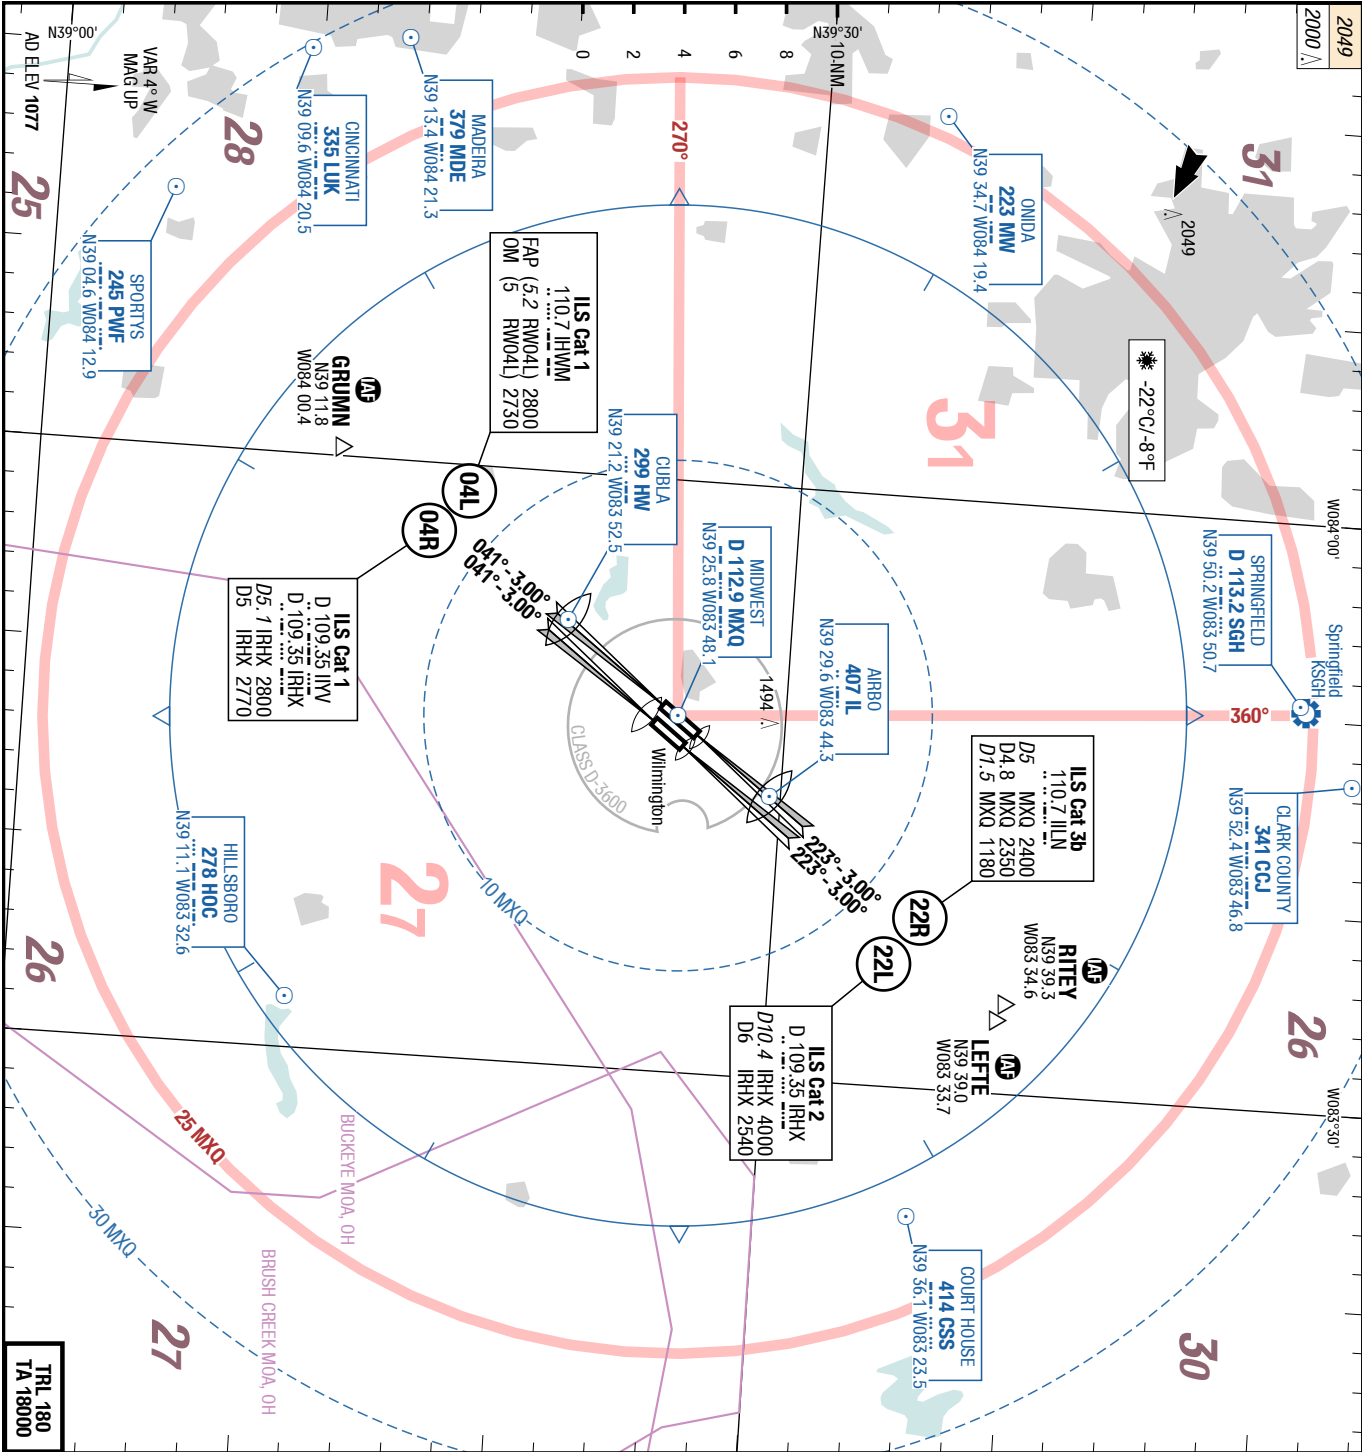 2049
2000
31
2049
ONIDA
223 MW
N39 34.7 W084 19.4
10 NM
8
6
4
2
0
N39°30'
N39°00'
270°
MADEIRA
379 MDE
N39 13.4 W084 21.3
CINCINNATI
335 LUK
N39 09.6 W084 20.5
28
VAR 4° W
MAG UP
AD ELEV 1077
25
SPORTYS
245 PWF
N39 04.6 W084 12.9
-22°C/-8°F
W084°00'
31
ILS Cat 1
110.7 IHWM
FAP (5.2 RW04L) 2800
OM (5 RW04L) 2730
IAF
GRUMN
N39 11.8
W084 00.4
04L
04R
CUBLA
299 HW
N39 21.2 W083 52.5
MIDWEST
D 112.9 MXQ
N39 25.8 W083 48.1
SPRINGFIELD
D 113.2 SGH
N39 50.2 W083 50.7
Springfield
KSGH
360°
041° - 3.00°
041° - 3.00°
ILS Cat 1
D 109.35 IIYV
D 109.35 IRHX
D5.1 IRHX 2800
D5 IRHX 2770
AIRBO
407 IL
N39 29.6 W083 44.3
1494
Wilmington
CLASS D-3600
CLARK COUNTY
341 CCJ
N39 52.4 W083 46.8
ILS Cat 3b
110.7 IILN
D5 MXQ 2400
D4.8 MXQ 2350
D1.5 MXQ 1180
223° - 3.00°
223° - 3.00°
22R
22L
27
10 MXQ
HILLSBORO
278 HOC
N39 11.1 W083 32.6
26
IAF
RITEY
N39 39.3
W083 34.6
IAF
LEFTE
N39 39.0
W083 33.7
26
W083°30'
ILS Cat 2
D 109.35 IRHX
D10.4 IRHX 4000
D6 IRHX 2540
25 MXQ
BUCKEYE MOA, OH
30 MXQ
BRUSH CREEK MOA, OH
COURT HOUSE
414 CSS
N39 36.1 W083 23.5
30
27
TRL 180
TA 18000